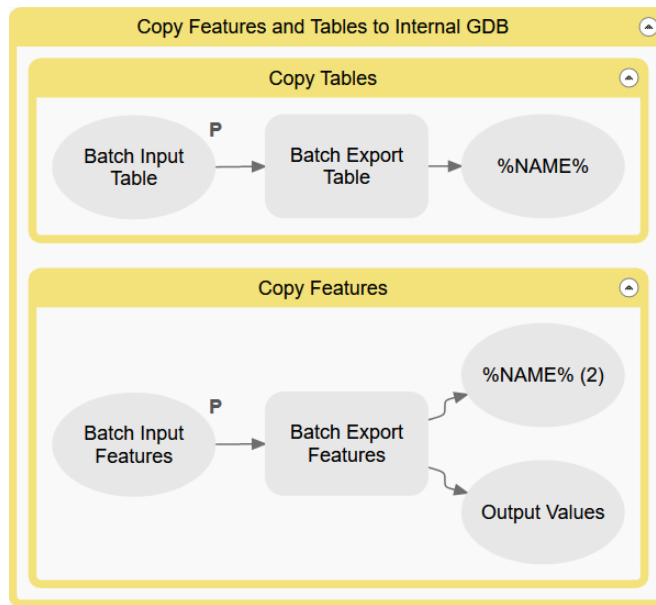 Copy Features and Tables to Internal GDB
Copy Tables
P
Batch Input
Table
Batch Export
Table
%NAME%
Copy Features
P
Batch Input
Features
Batch Export
Features
%NAME% (2)
Output Values